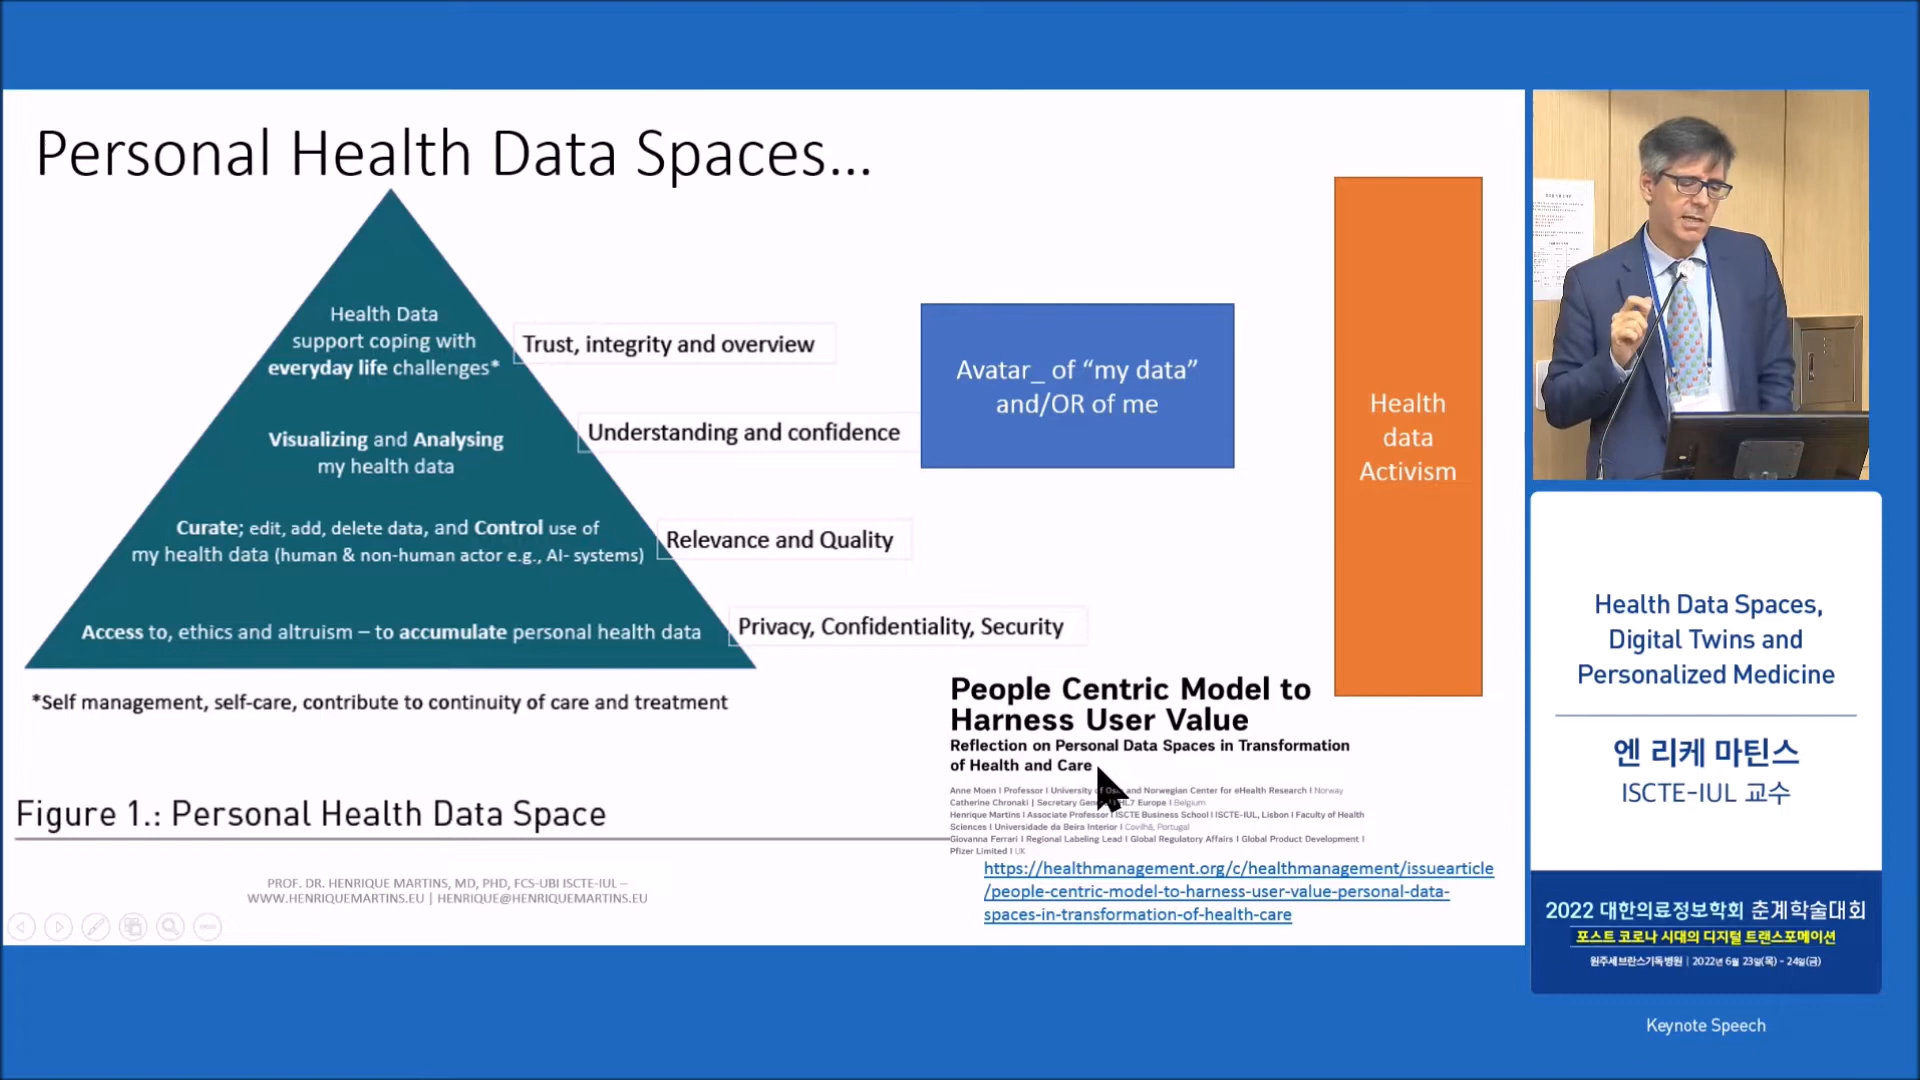 Personal Health Data Spaces...
Health Data
support coping with
everyday life challenges*
Trust, integrity and overview
Visualizing and Analysing
my health data
Understanding and confidence
Curate; edit, add, delete data, and Control use of
my health data (human & non-human actor e.g., AI- systems)
Relevance and Quality
Access to, ethics and altruism – to accumulate personal health data
Privacy, Confidentiality, Security
*Self management, self-care, contribute to continuity of care and treatment
Avatar_ of “my data”
and/OR of me
Health
data
Activism
People Centric Model to
Harness User Value
Reflection on Personal Data Spaces in Transformation
of Health and Care
Anne Moen I Professor I University of and Norwegian Center for eHealth Research I Norway
Catherine Chronaki I Secretary HL7 Europe I Belgium
Henrique Martins I Associate Professor I ISCTE Business School I ISCTE-IUL, Lisbon I Faculty of Health
Sciences I Universidade da Beira Interior I Covilhã, Portugal
Giovanna Ferrari I Regional Labeling Lead I Global Regulatory Affairs I Global Product Development I
Pfizer Limited I UK
https://healthmanagement.org/c/healthmanagement/issuearticle
/people-centric-model-to-harness-user-value-personal-data-
spaces-in-transformation-of-health-care
Figure 1.: Personal Health Data Space
PROF. DR. HENRIQUE MARTINS, MD, PHD, FCS-UBI ISCTE-IUL –
WWW.HENRIQUEMARTINS.EU | HENRIQUE@HENRIQUEMARTINS.EU
Health Data Spaces,
Digital Twins and
Personalized Medicine
엔 리케 마틴스
ISCTE-IUL 교수
2022 대한의료정보학회 춘계학술대회
포스트 코로나 시대의 디지털 트랜스포메이션
원주세브란스기독병원 | 2022년 6월 23일(목) - 24일(금)
Keynote Speech